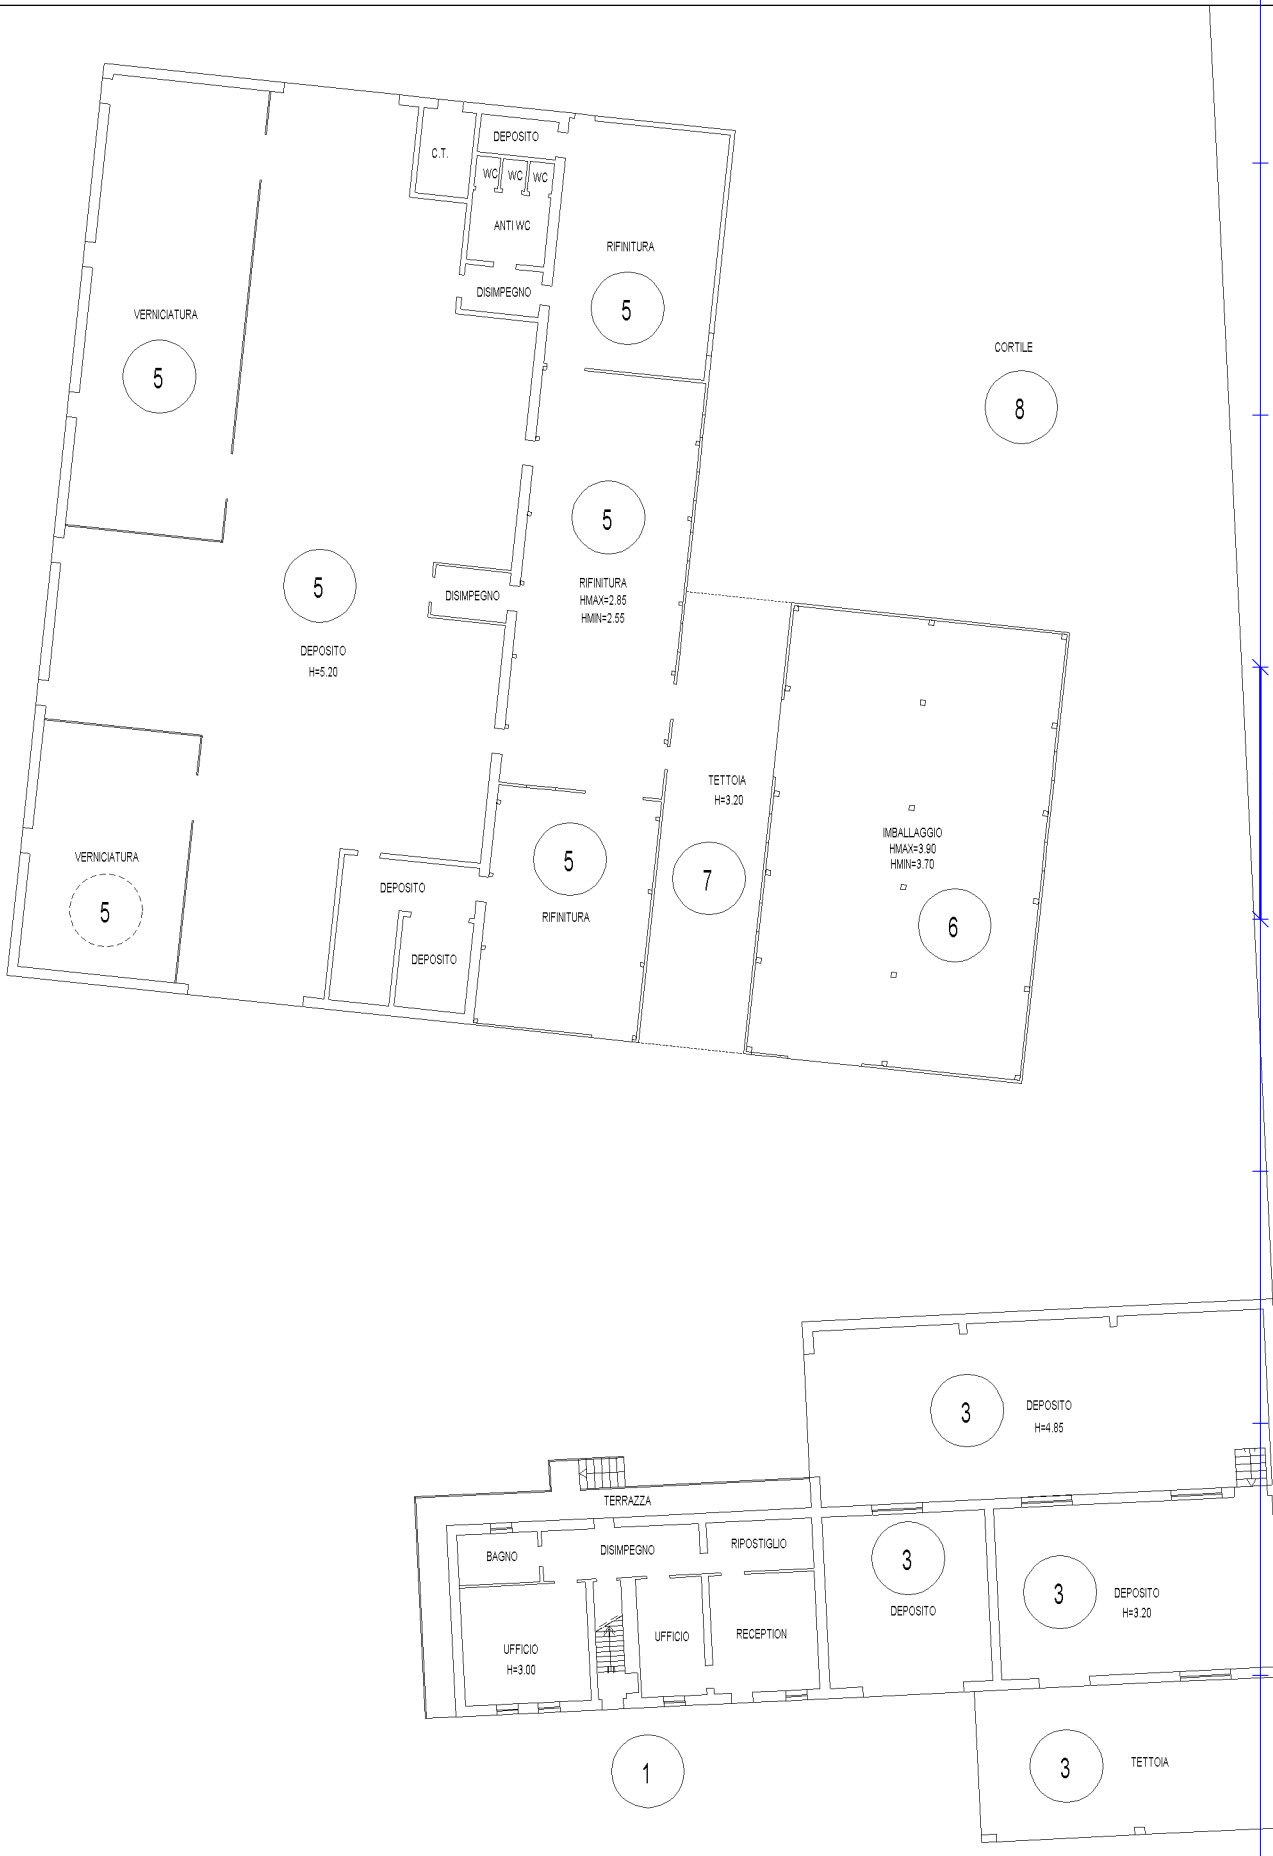 DEPOSITO
C.T.
WC
WC
WC
ANTI WC
RIFINITURA
5
DISIMPEGNO
VERNICIATURA
5
CORTILE
8
5
RIFINITURA
HMAX=2.85
HMIN=2.55
5
DEPOSITO
H=5.20
DISIMPEGNO
TETTOIA
H=3.20
7
IMBALLAGGIO
HMAX=3.90
HMIN=3.70
6
VERNICIATURA
5
DEPOSITO
DEPOSITO
5
RIFINITURA
3
DEPOSITO
H=4.85
TERRAZZA
BAGNO
DISIMPEGNO
RIPOSTIGLIO
3
DEPOSITO
3
DEPOSITO
H=3.20
UFFICIO
H=3.00
UFFICIO
RECEPTION
1
3
TETTOIA